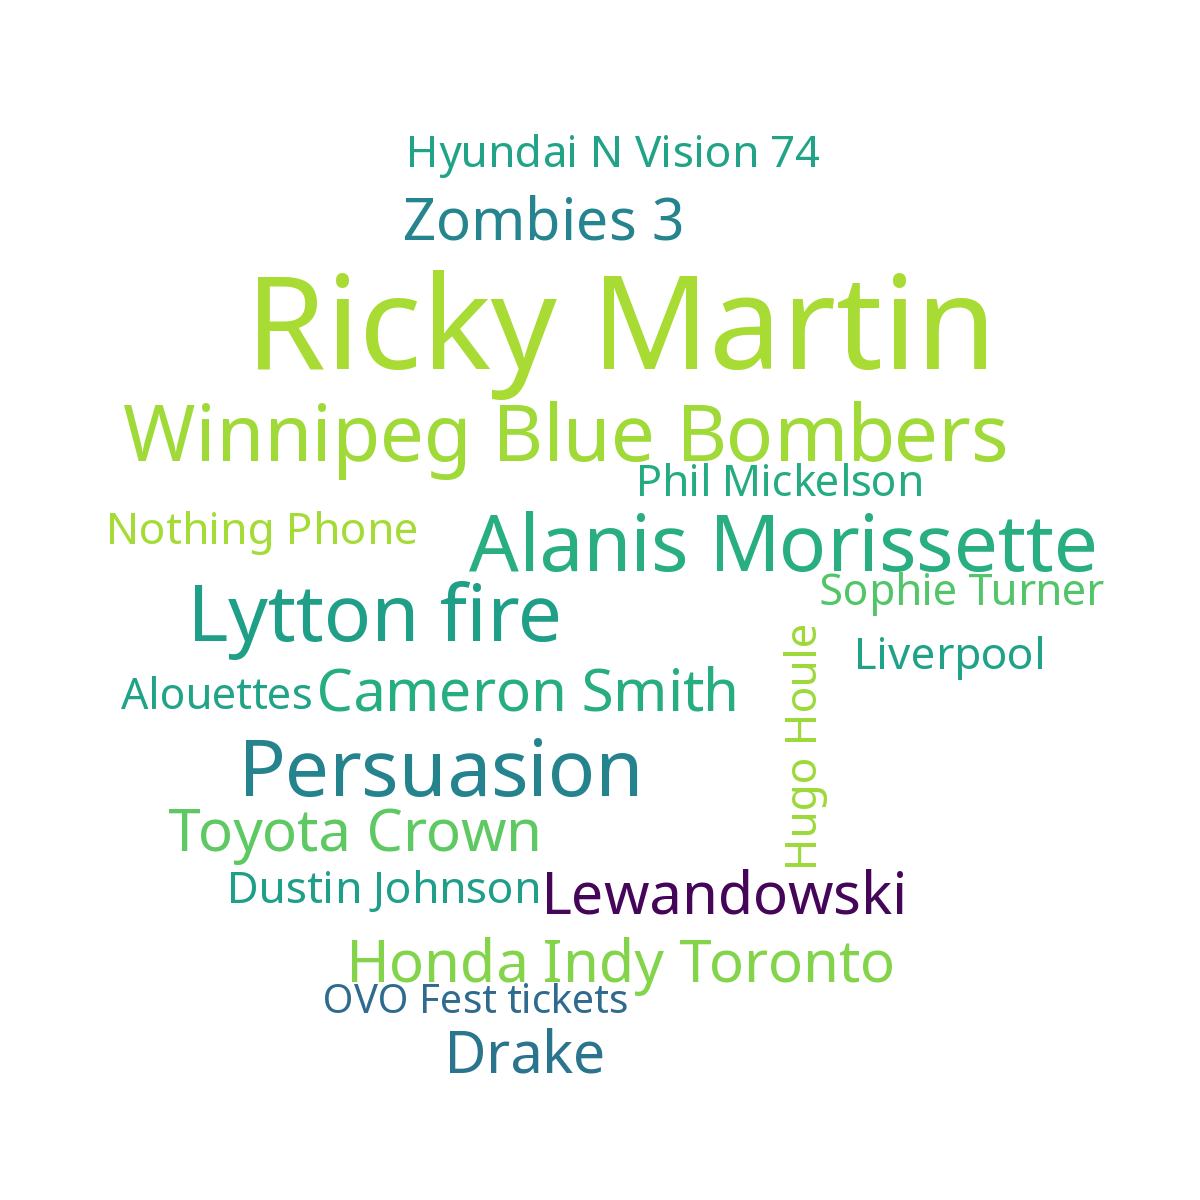 Hyundai N Vision 74
Zombies 3
Ricky Martin
Winnipeg Blue Bombers
Phil Mickelson
Nothing Phone
Alanis Morissette
Sophie Turner
Lytton fire
Hugo Houle
Liverpool
Alouettes
Cameron Smith
Persuasion
Toyota Crown
Dustin Johnson
Lewandowski
Honda Indy Toronto
OVO Fest tickets
Drake